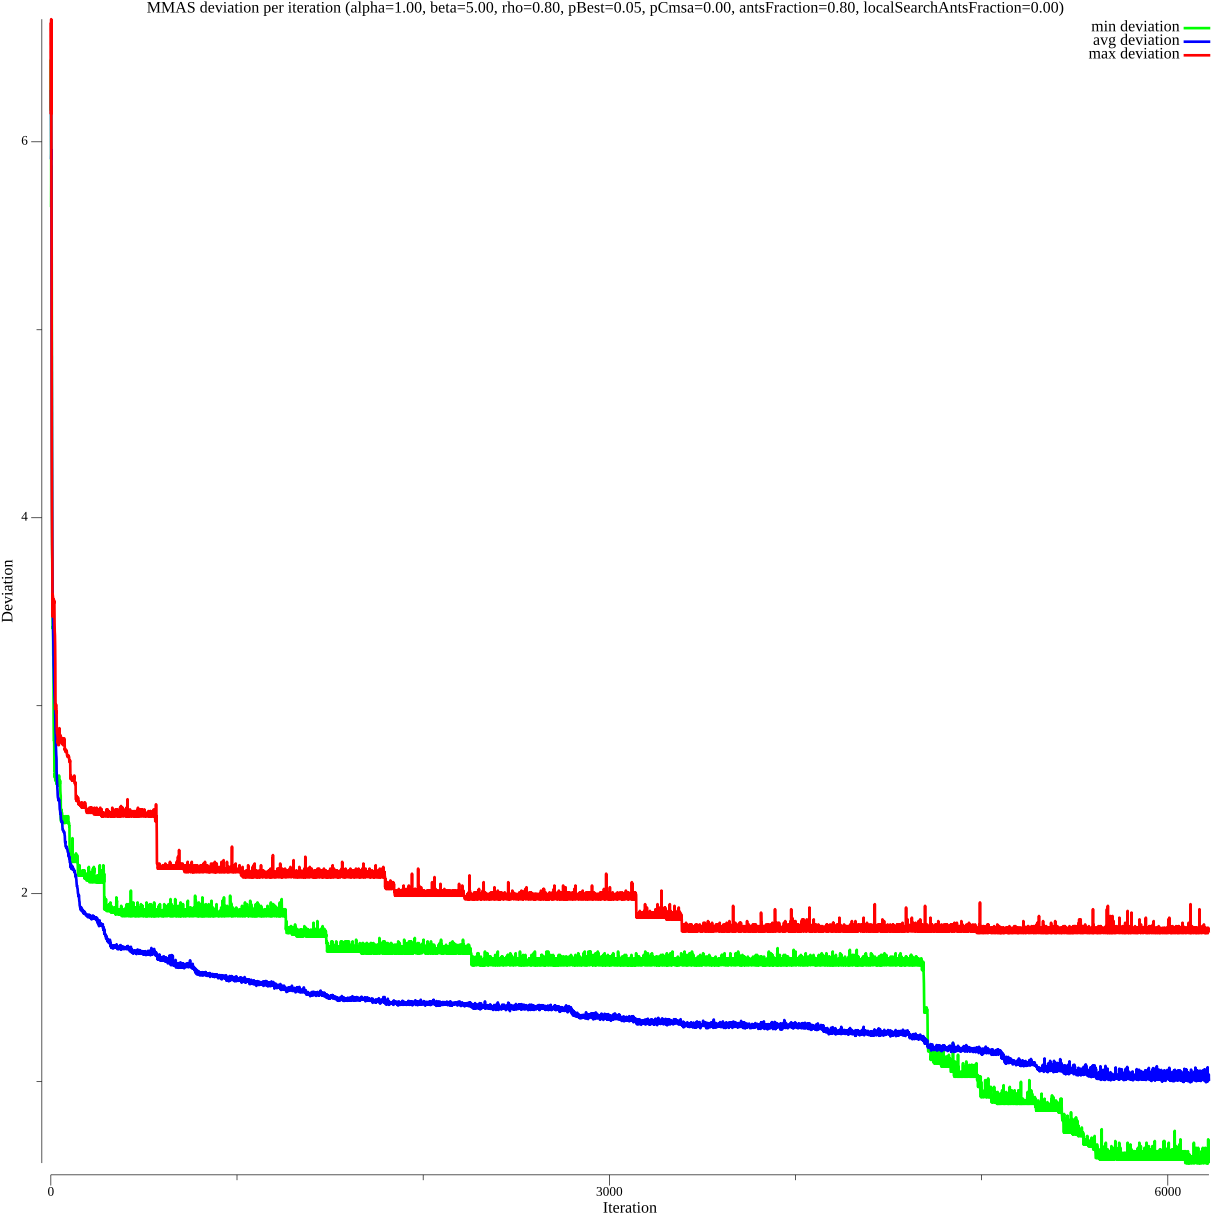 MMAS deviation per iteration (alpha=1.00, beta=5.00, rho=0.80, pBest=0.05, pCmsa=0.00, antsFraction=0.80, localSearchAntsFraction=0.00)
min deviation
avg deviation
max deviation
6
4
2
Deviation
0
3000
6000
Iteration